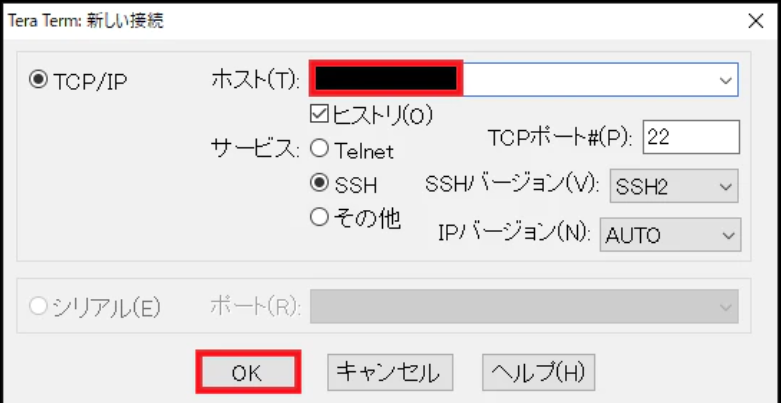 Tera Term: 新しい接続
TCP/IP
ホスト(T):
ヒストリ(O)
サービス:
Telnet
TCPポート#(P): 22
SSH
SSHバージョン(V): SSH2
その他
IPバージョン(N): AUTO
シリアル(E)
ポート(R):
OK
キャンセル
ヘルプ(H)